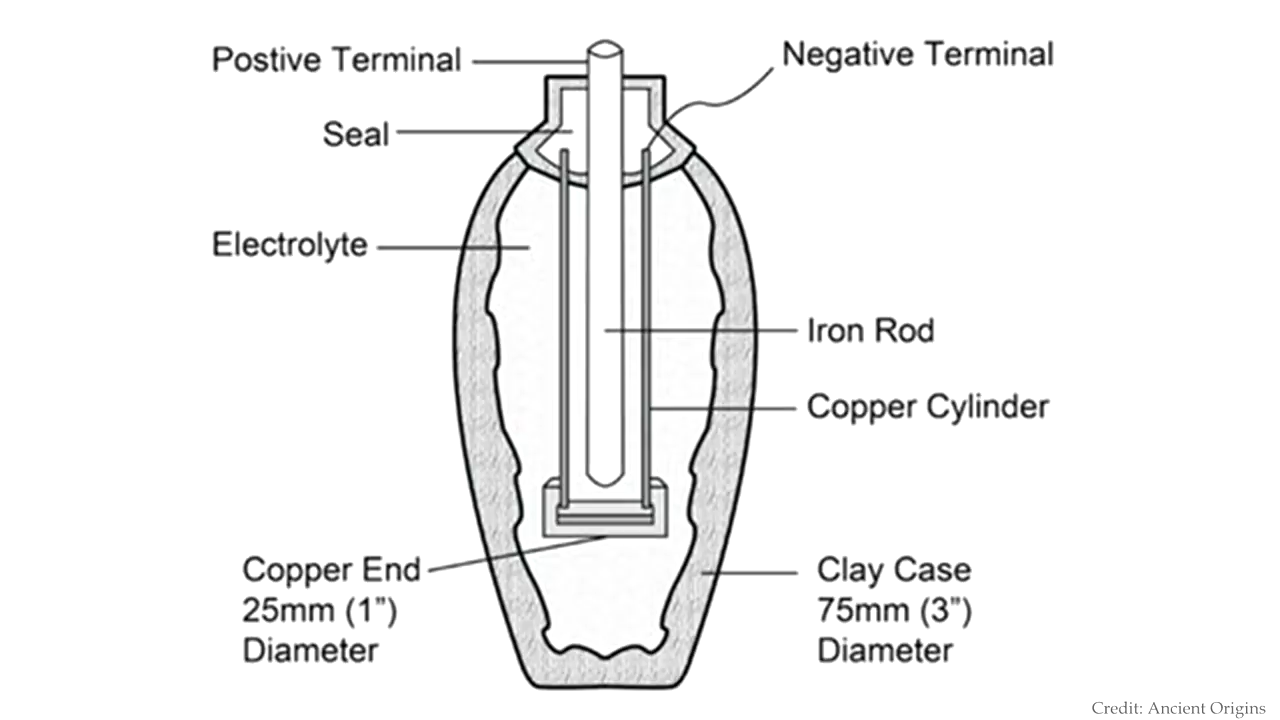 Postive Terminal
Negative Terminal
Seal
Electrolyte
Iron Rod
Copper Cylinder
Copper End
25mm (1”)
Diameter
Clay Case
75mm (3”)
Diameter
Credit: Ancient Origins